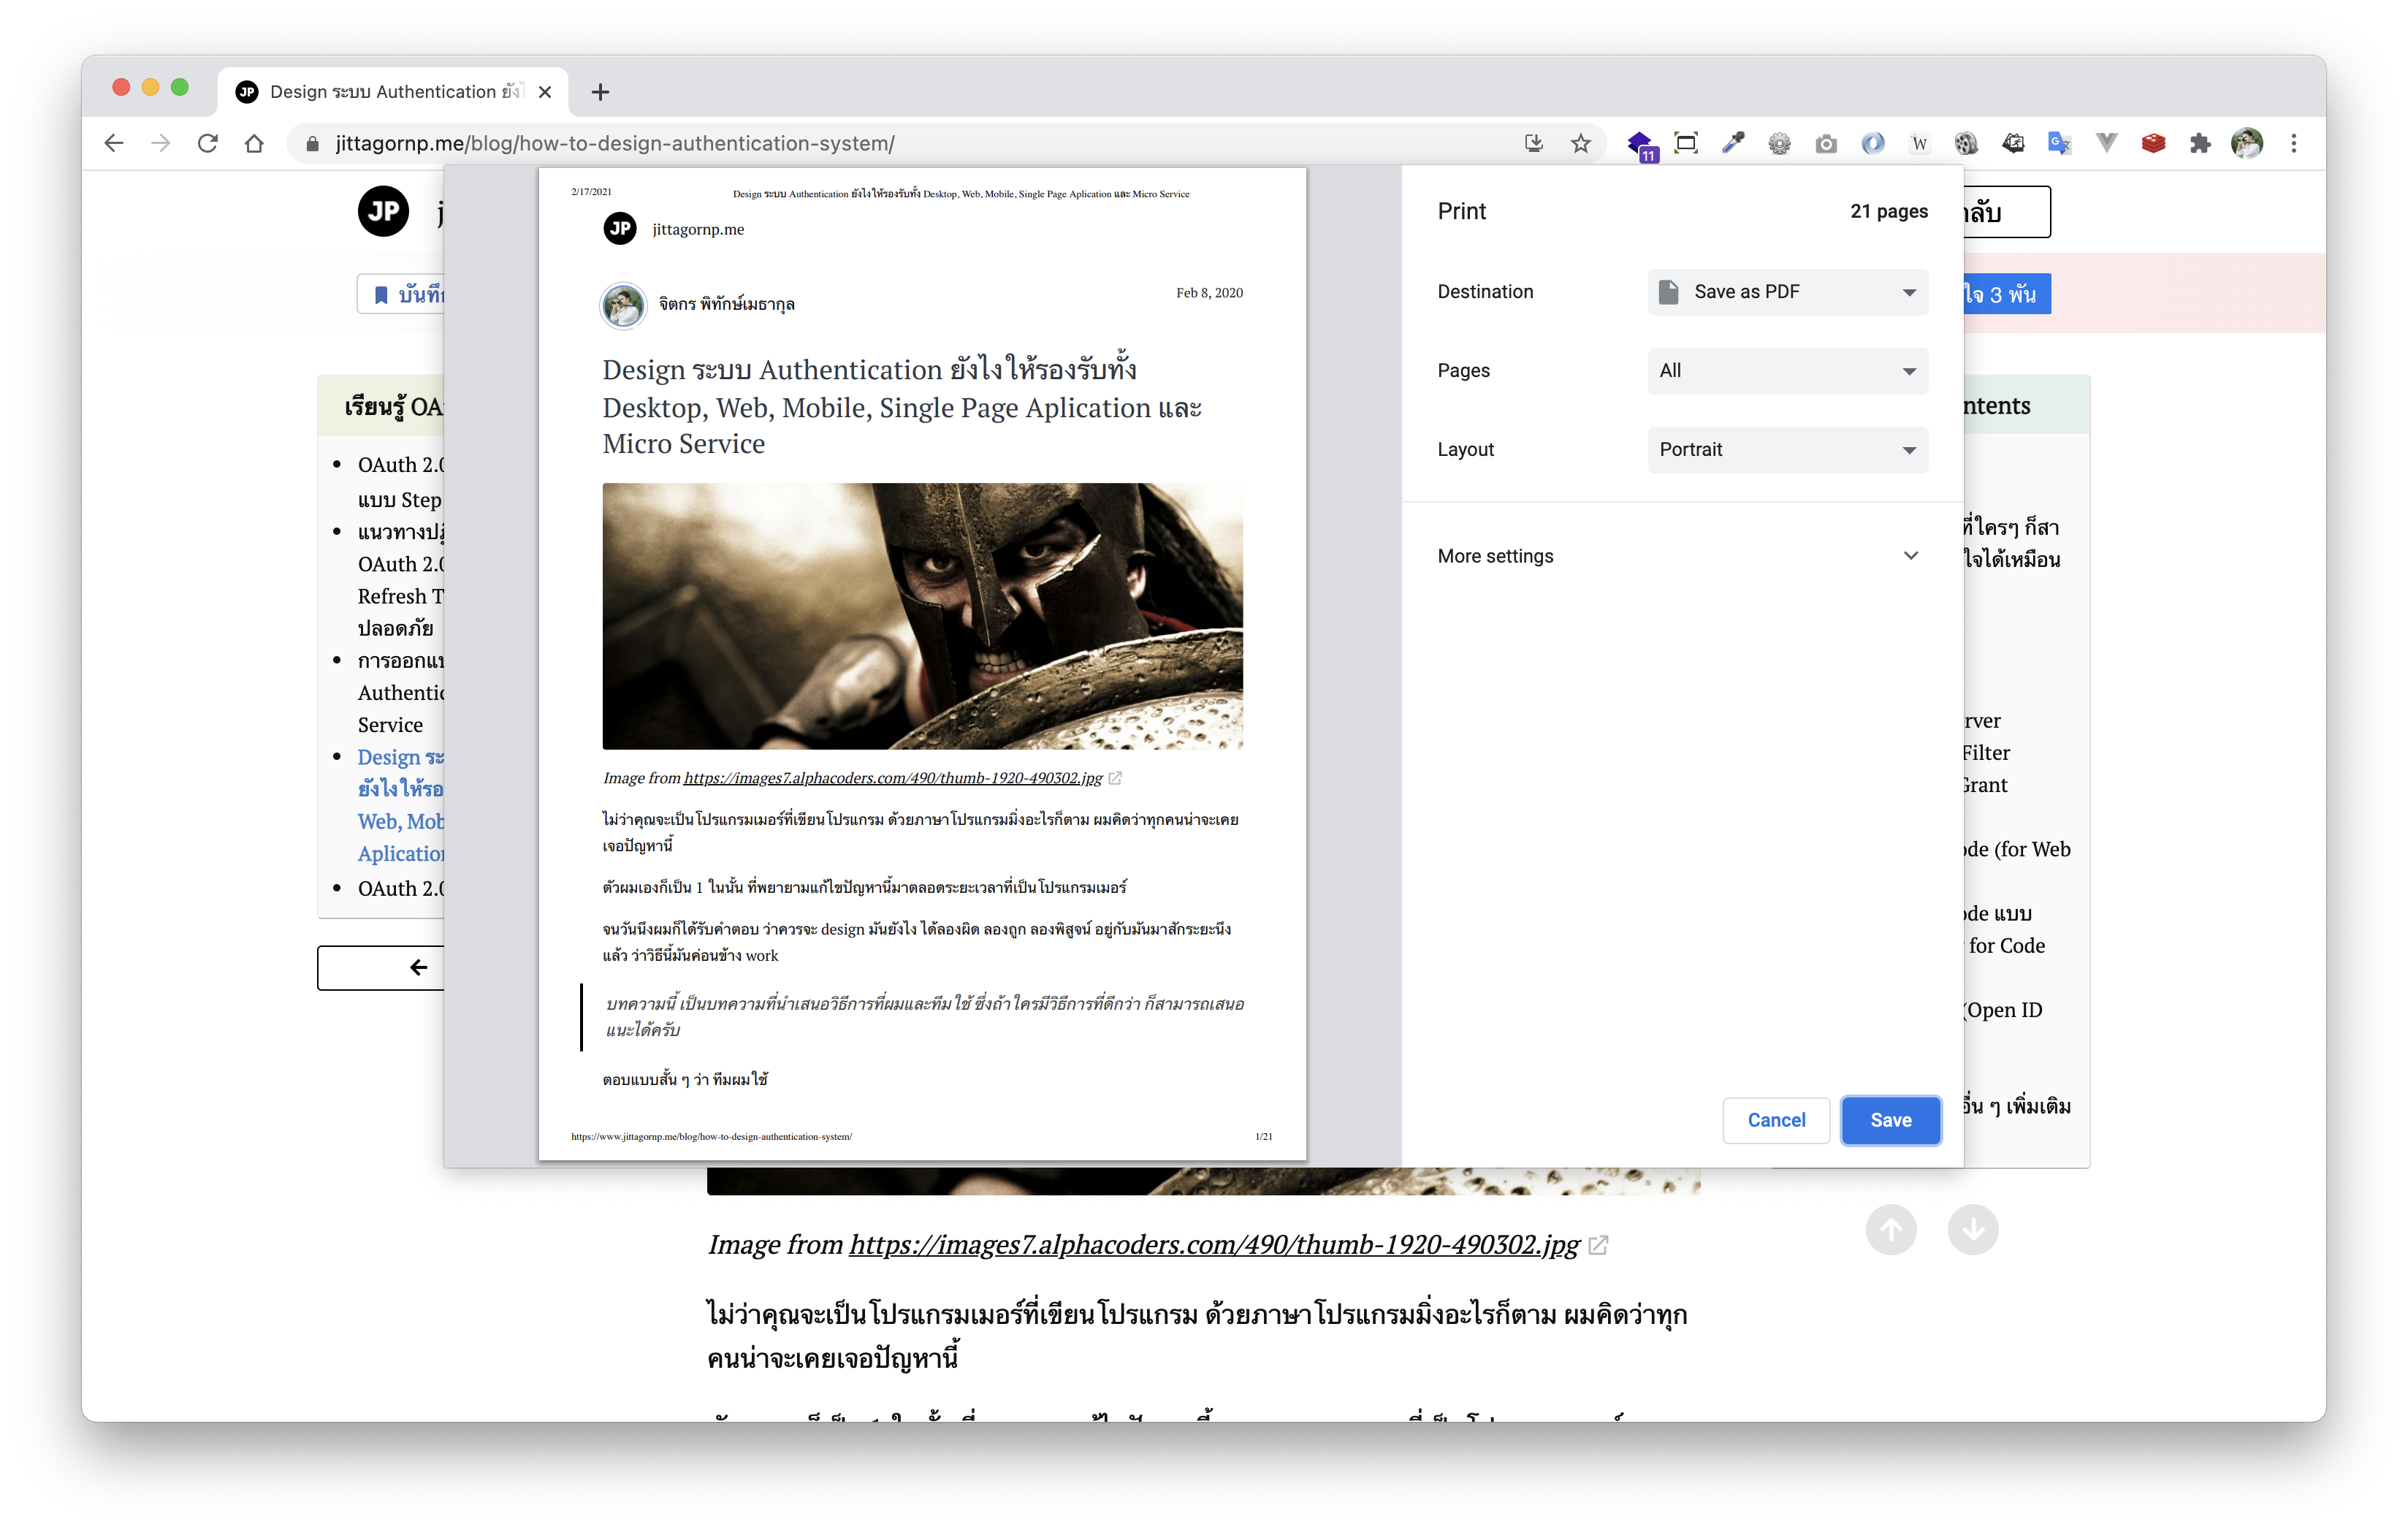 JP Design ระบบ Authentication ยังไ
jittagornp.me/blog/how-to-design-authentication-system/
11
JP j
บันทึก
เรียนรู้ OA
OAuth 2.0
แบบ Step
แนวทางปฏิ
OAuth 2.0
Refresh T
ปลอดภัย
การออกแบ
Authentic
Service
Design ระ
ยังไงให้รอ
Web, Mob
Aplication
OAuth 2.0
2/17/2021
Design ระบบ Authentication ยังไงให้รองรับทั้ง Desktop, Web, Mobile, Single Page Aplication และ Micro Service
JP jittagornp.me
จิตกร พิทักษ์เมธากุล
Feb 8, 2020
Design ระบบ Authentication ยังไงให้รองรับทั้ง
Desktop, Web, Mobile, Single Page Aplication และ
Micro Service
Image from https://images7.alphacoders.com/490/thumb-1920-490302.jpg
ไม่ว่าคุณจะเป็นโปรแกรมเมอร์ที่เขียนโปรแกรม ด้วยภาษาโปรแกรมมิ่งอะไรก็ตาม ผมคิดว่าทุกคนน่าจะเคย
เจอปัญหานี้
ตัวผมเองก็เป็น 1 ในนั้น ที่พยายามแก้ไขปัญหานี้มาตลอดระยะเวลาที่เป็นโปรแกรมเมอร์
จนวันนึงผมก็ได้รับคำตอบ ว่าควรจะ design มันยังไง ได้ลองผิด ลองถูก ลองพิสูจน์ อยู่กับมันมาสักระยะนึง
แล้ว ว่าวิธีนี้มันค่อนข้าง work
บทความนี้ เป็นบทความที่นำเสนอวิธีการที่ผมและทีมใช้ ซึ่งถ้าใครมีวิธีการที่ดีกว่า ก็สามารถเสนอ
แนะได้ครับ
ตอบแบบสั้น ๆ ว่า ทีมผมใช้
https://www.jittagornp.me/blog/how-to-design-authentication-system/
1/21
Print
21 pages
Destination
Save as PDF
Pages
All
Layout
Portrait
More settings
Cancel
Save
ลับ
ใจ 3 พัน
ntents
ที่ใครๆ ก็สา
ใจได้เหมือน
rver
Filter
Grant
ode (for Web
ode แบบ
for Code
(Open ID
อื่น ๆ เพิ่มเติม
Image from https://images7.alphacoders.com/490/thumb-1920-490302.jpg
ไม่ว่าคุณจะเป็นโปรแกรมเมอร์ที่เขียนโปรแกรม ด้วยภาษาโปรแกรมมิ่งอะไรก็ตาม ผมคิดว่าทุก
คนน่าจะเคยเจอปัญหานี้